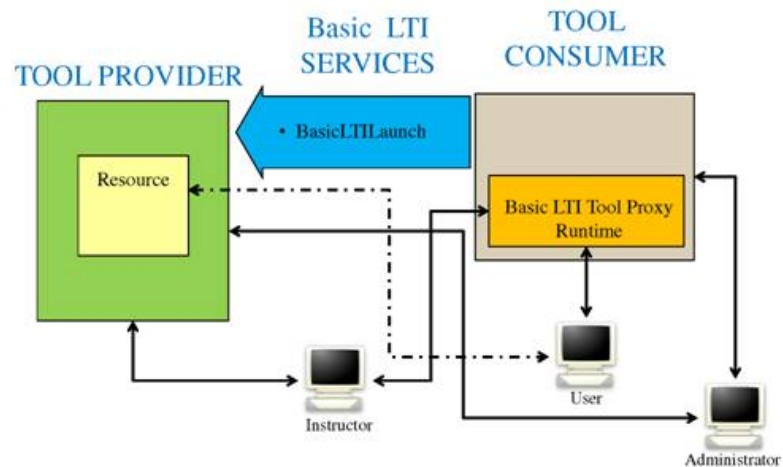 TOOL PROVIDER
Basic LTI
SERVICES
TOOL
CONSUMER
• BasicLTILaunch
Resource
Basic LTI Tool Proxy
Runtime
Instructor
User
Administrator